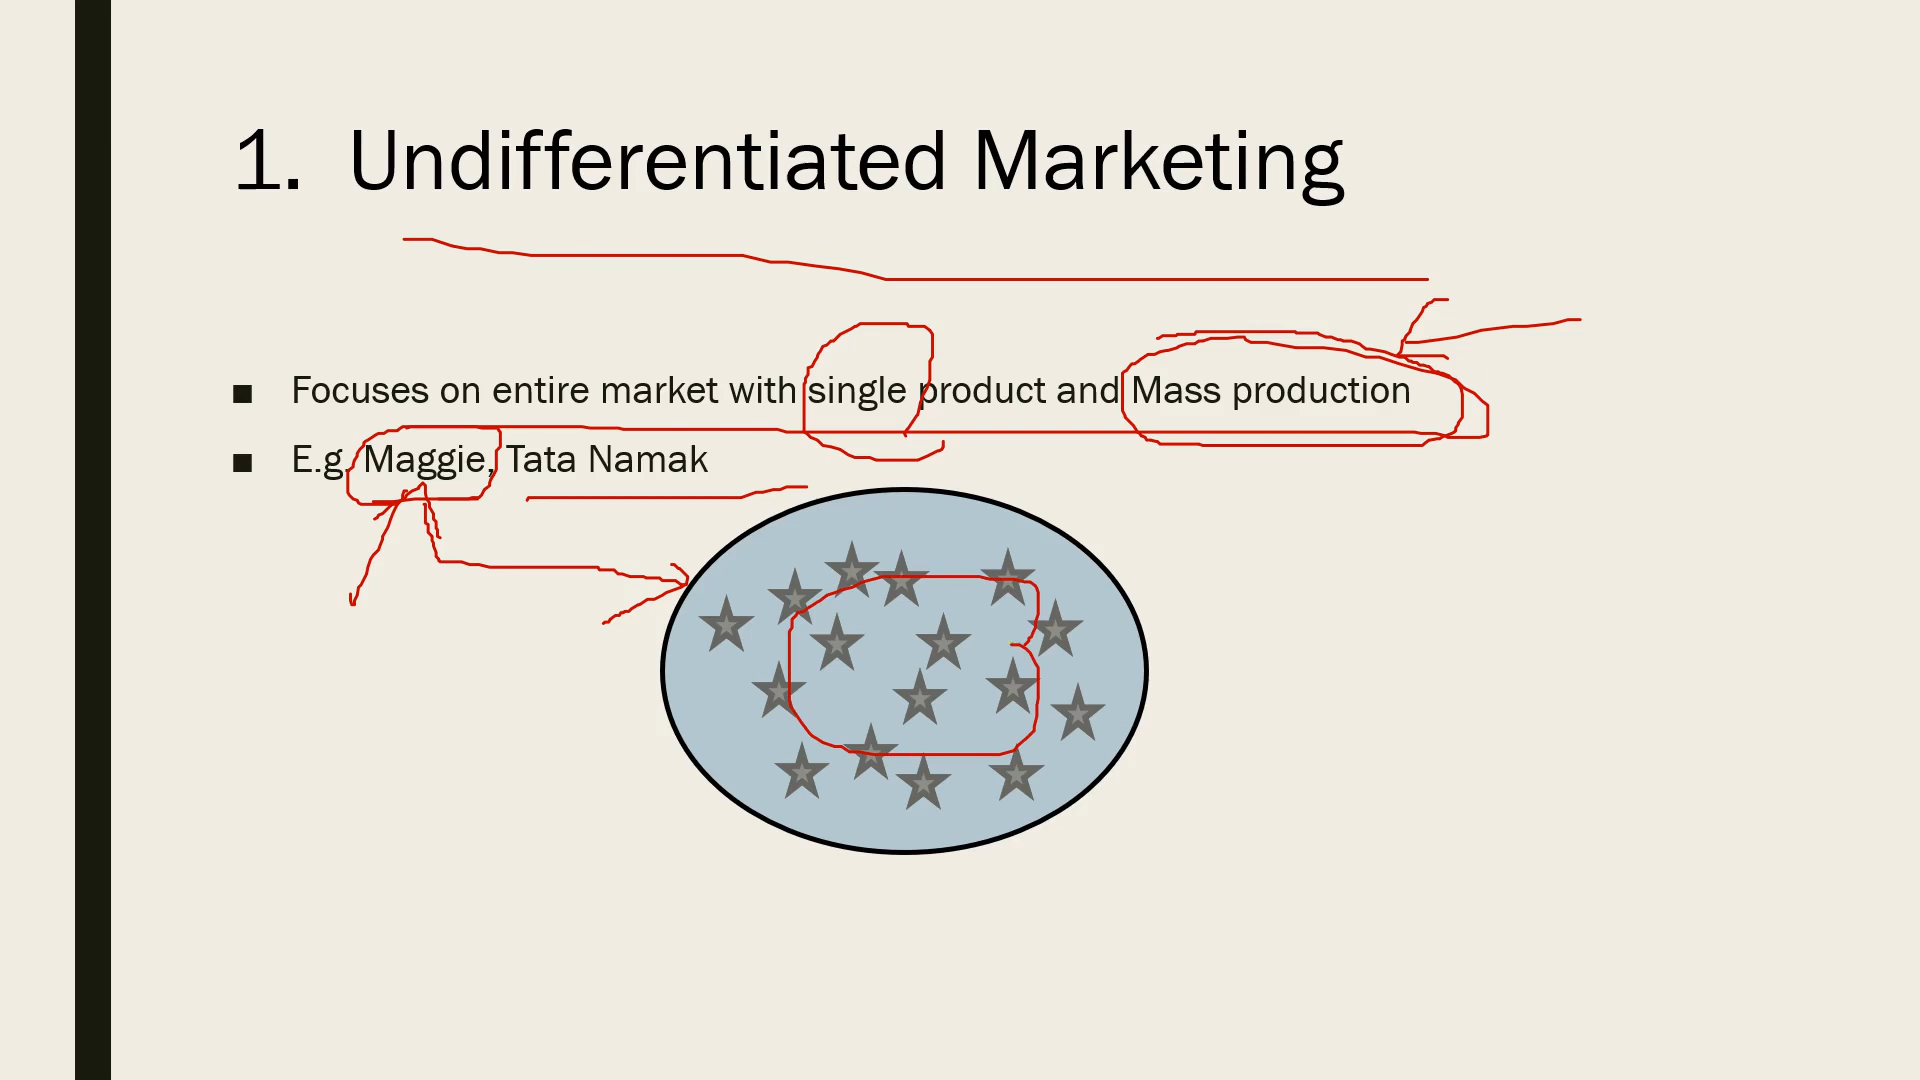 1. Undifferentiated Marketing
■ Focuses on entire market with single product and Mass production
■ E.g. Maggie, Tata Namak